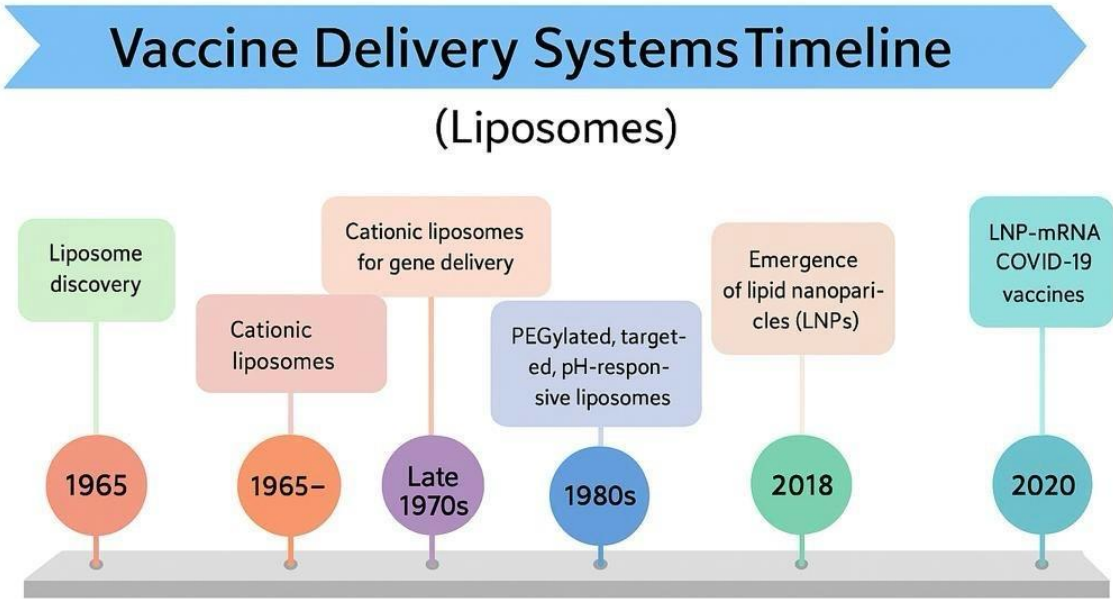 Vaccine Delivery Systems Timeline
(Liposomes)
Liposome
discovery
Cationic
liposomes
Cationic liposomes
for gene delivery
PEGylated, target-
ed, pH-respon-
sive liposomes
Emergence
of lipid nanopari-
cles (LNPs)
LNP-mRNA
COVID-19
vaccines
1965
1965–
Late
1970s
1980s
2018
2020